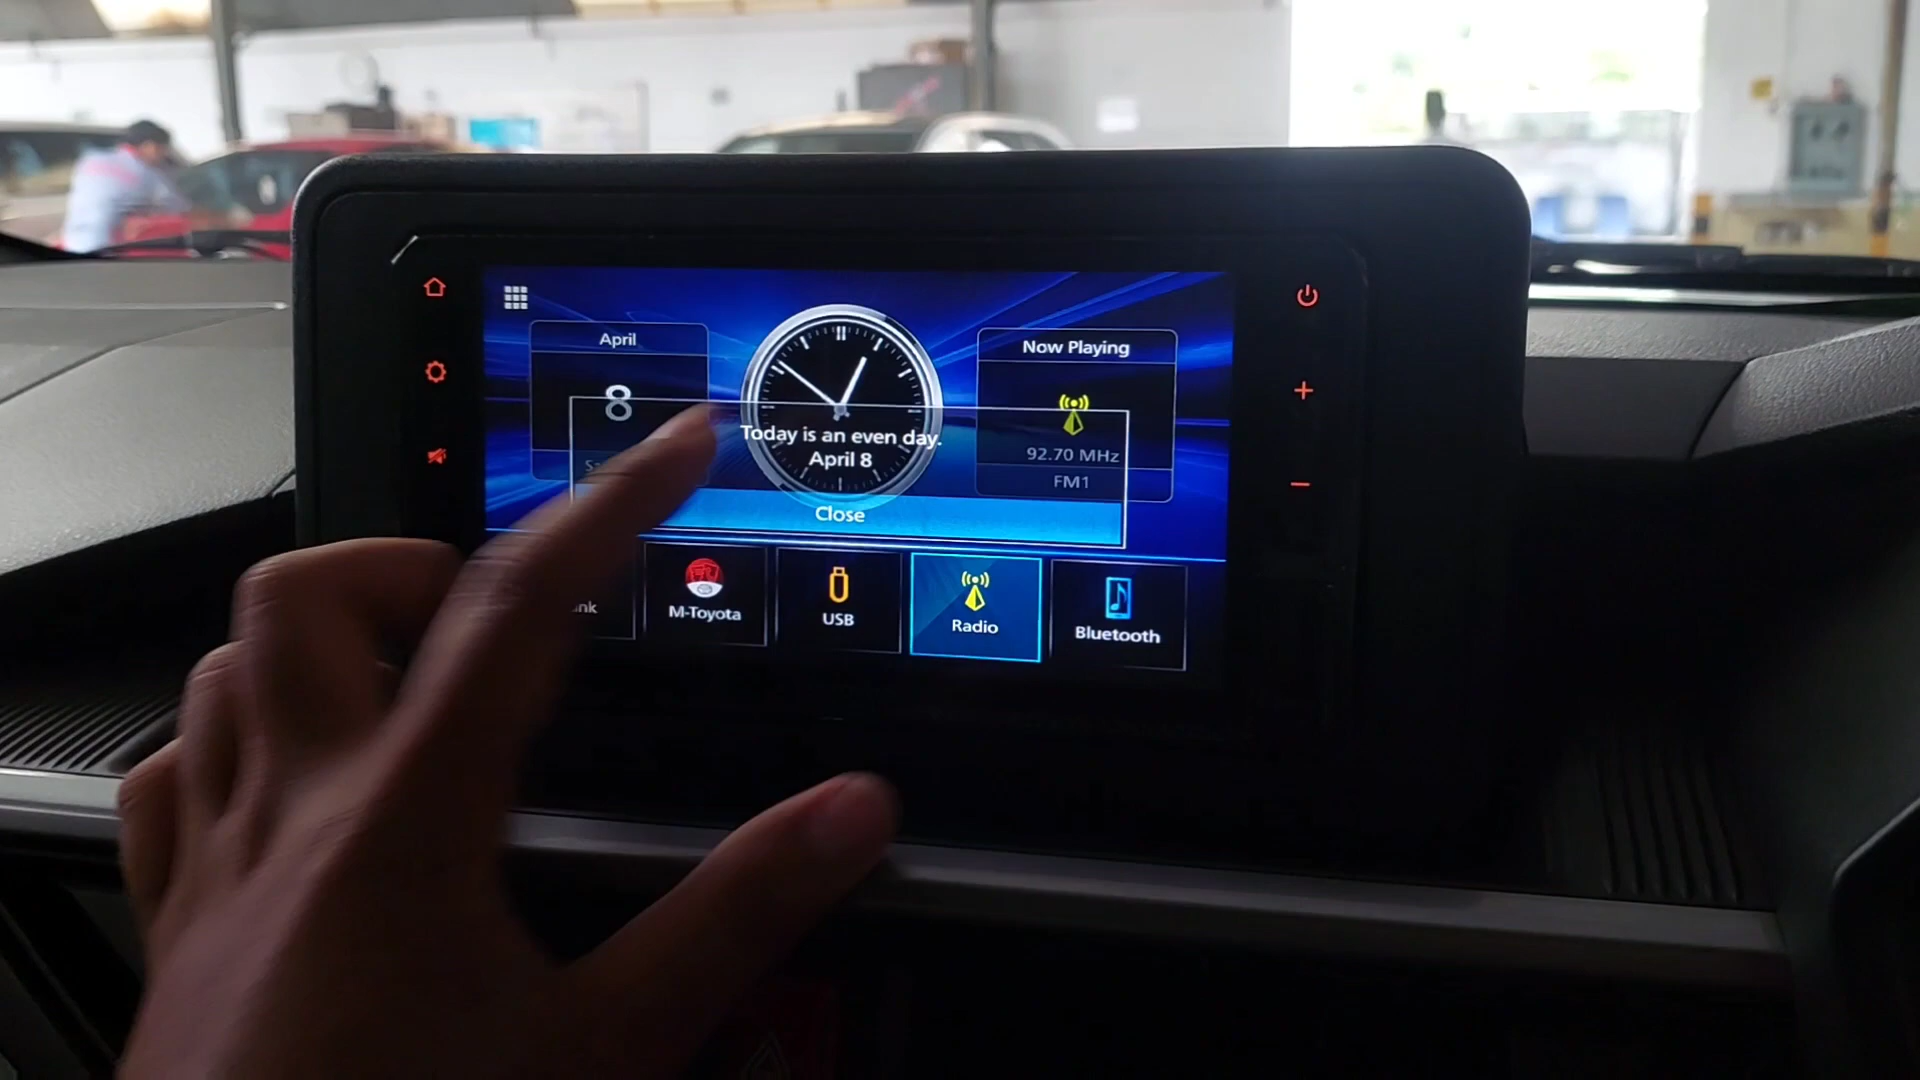 April
8
Now Playing
Today is an even day.
April 8
92.70 MHz
FM1
Close
M-Toyota
USB
Radio
Bluetooth